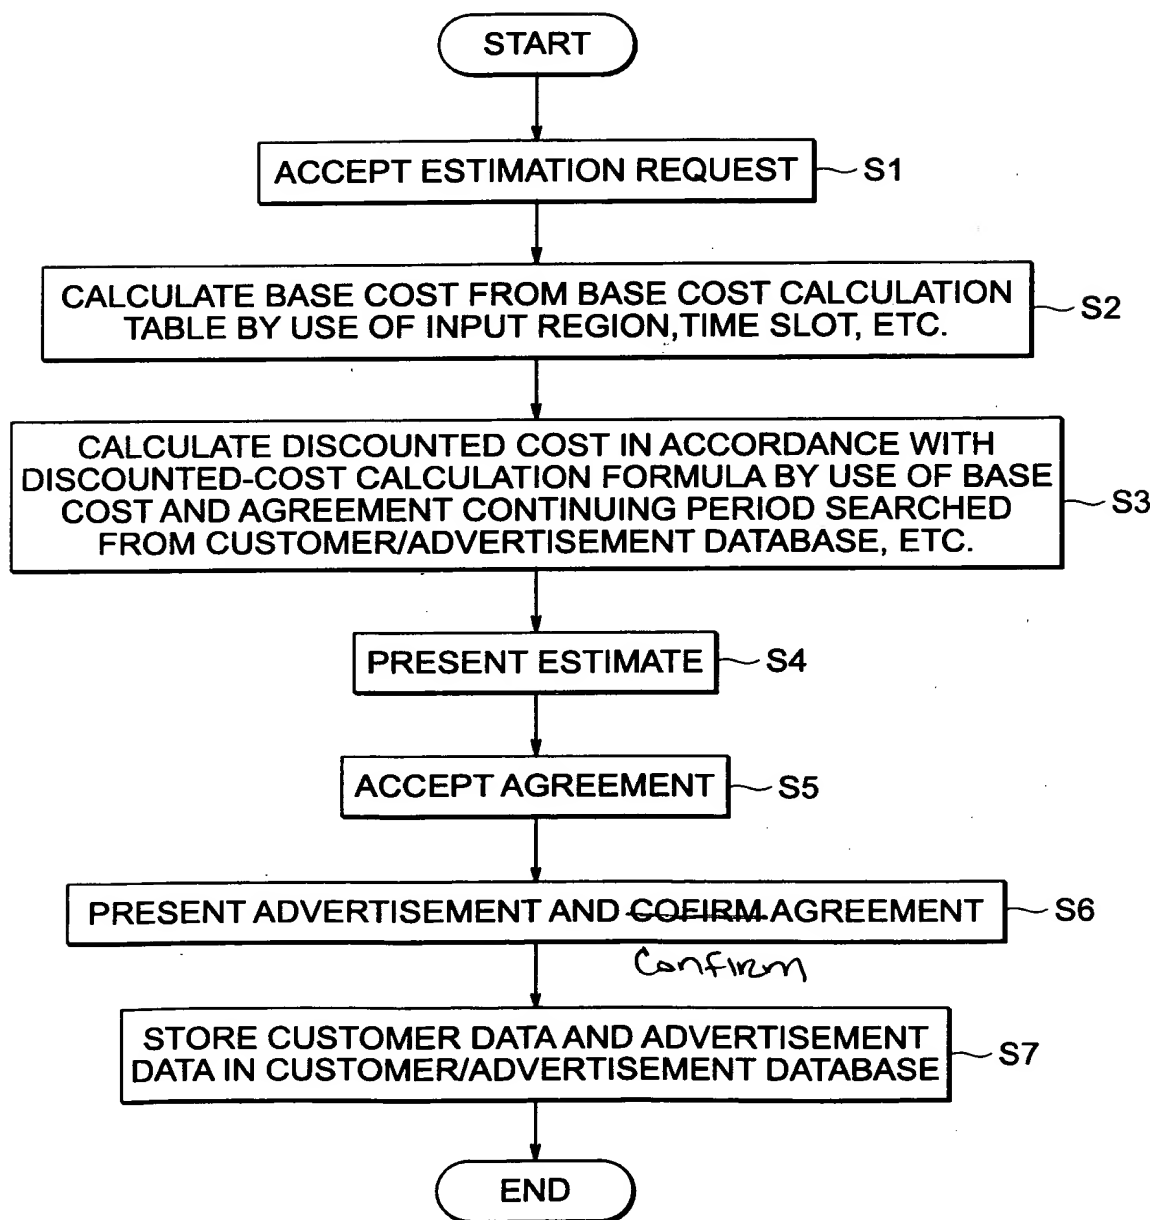 START
ACCEPT ESTIMATION REQUEST
S1
CALCULATE BASE COST FROM BASE COST CALCULATION
TABLE BY USE OF INPUT REGION,TIME SLOT, ETC.
S2
CALCULATE DISCOUNTED COST IN ACCORDANCE WITH
DISCOUNTED-COST CALCULATION FORMULA BY USE OF BASE
COST AND AGREEMENT CONTINUING PERIOD SEARCHED
FROM CUSTOMER/ADVERTISEMENT DATABASE, ETC.
S3
PRESENT ESTIMATE
S4
ACCEPT AGREEMENT
S5
PRESENT ADVERTISEMENT AND COFIRM AGREEMENT
S6
Confirm
STORE CUSTOMER DATA AND ADVERTISEMENT
DATA IN CUSTOMER/ADVERTISEMENT DATABASE
S7
END